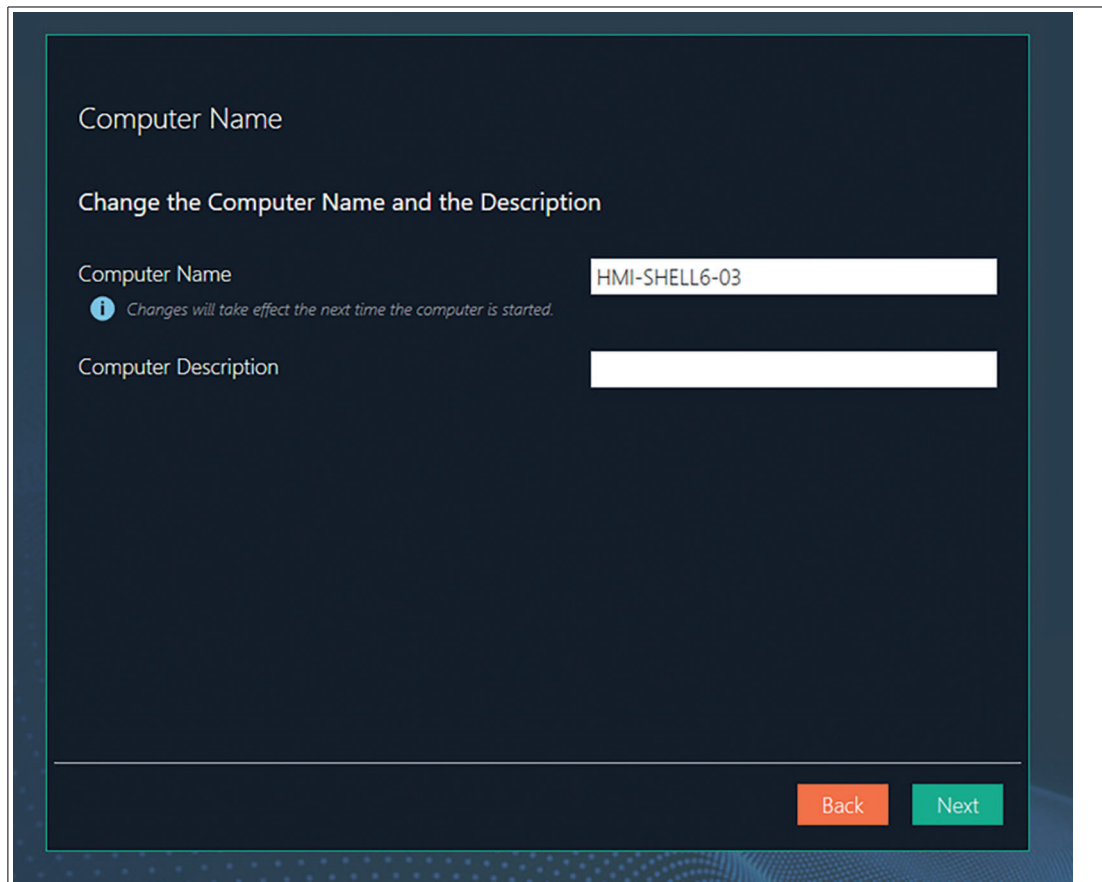 Computer Name
Change the Computer Name and the Description
Computer Name
HMI-SHELL6-03
Changes will take effect the next time the computer is started.
Computer Description
Back
Next